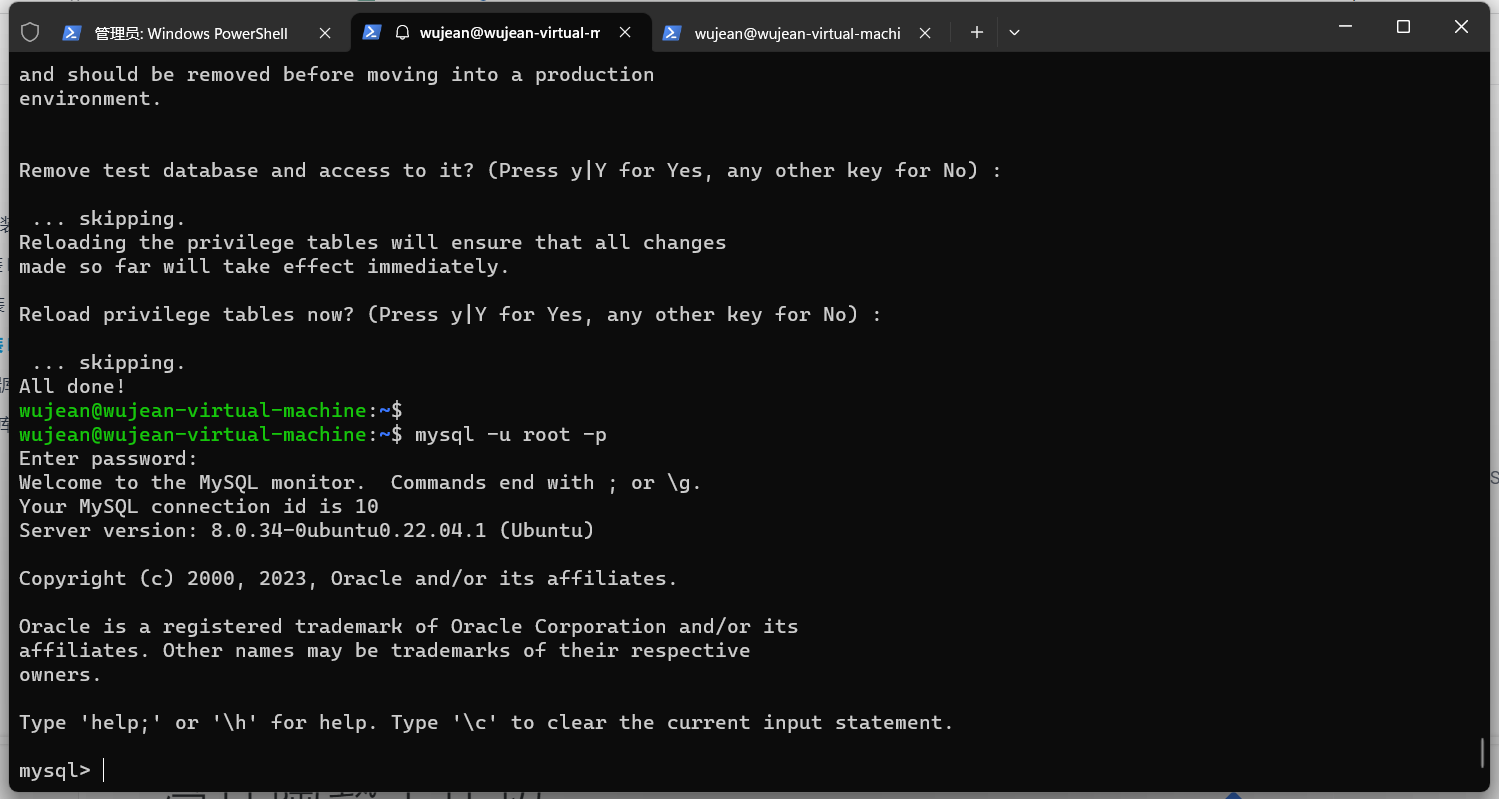 管理员: Windows PowerShell
wujean@wujean-virtual-m
wujean@wujean-virtual-machi
and should be removed before moving into a production
environment.
Remove test database and access to it? (Press y|Y for Yes, any other key for No) :
... skipping.
Reloading the privilege tables will ensure that all changes
made so far will take effect immediately.
Reload privilege tables now? (Press y|Y for Yes, any other key for No) :
... skipping.
All done!
wujean@wujean-virtual-machine:~$
wujean@wujean-virtual-machine:~$ mysql -u root -p
Enter password:
Welcome to the MySQL monitor.  Commands end with ; or \g.
Your MySQL connection id is 10
Server version: 8.0.34-0ubuntu0.22.04.1 (Ubuntu)
Copyright (c) 2000, 2023, Oracle and/or its affiliates.
Oracle is a registered trademark of Oracle Corporation and/or its
affiliates. Other names may be trademarks of their respective
owners.
Type 'help;' or '\h' for help. Type '\c' to clear the current input statement.
mysql>